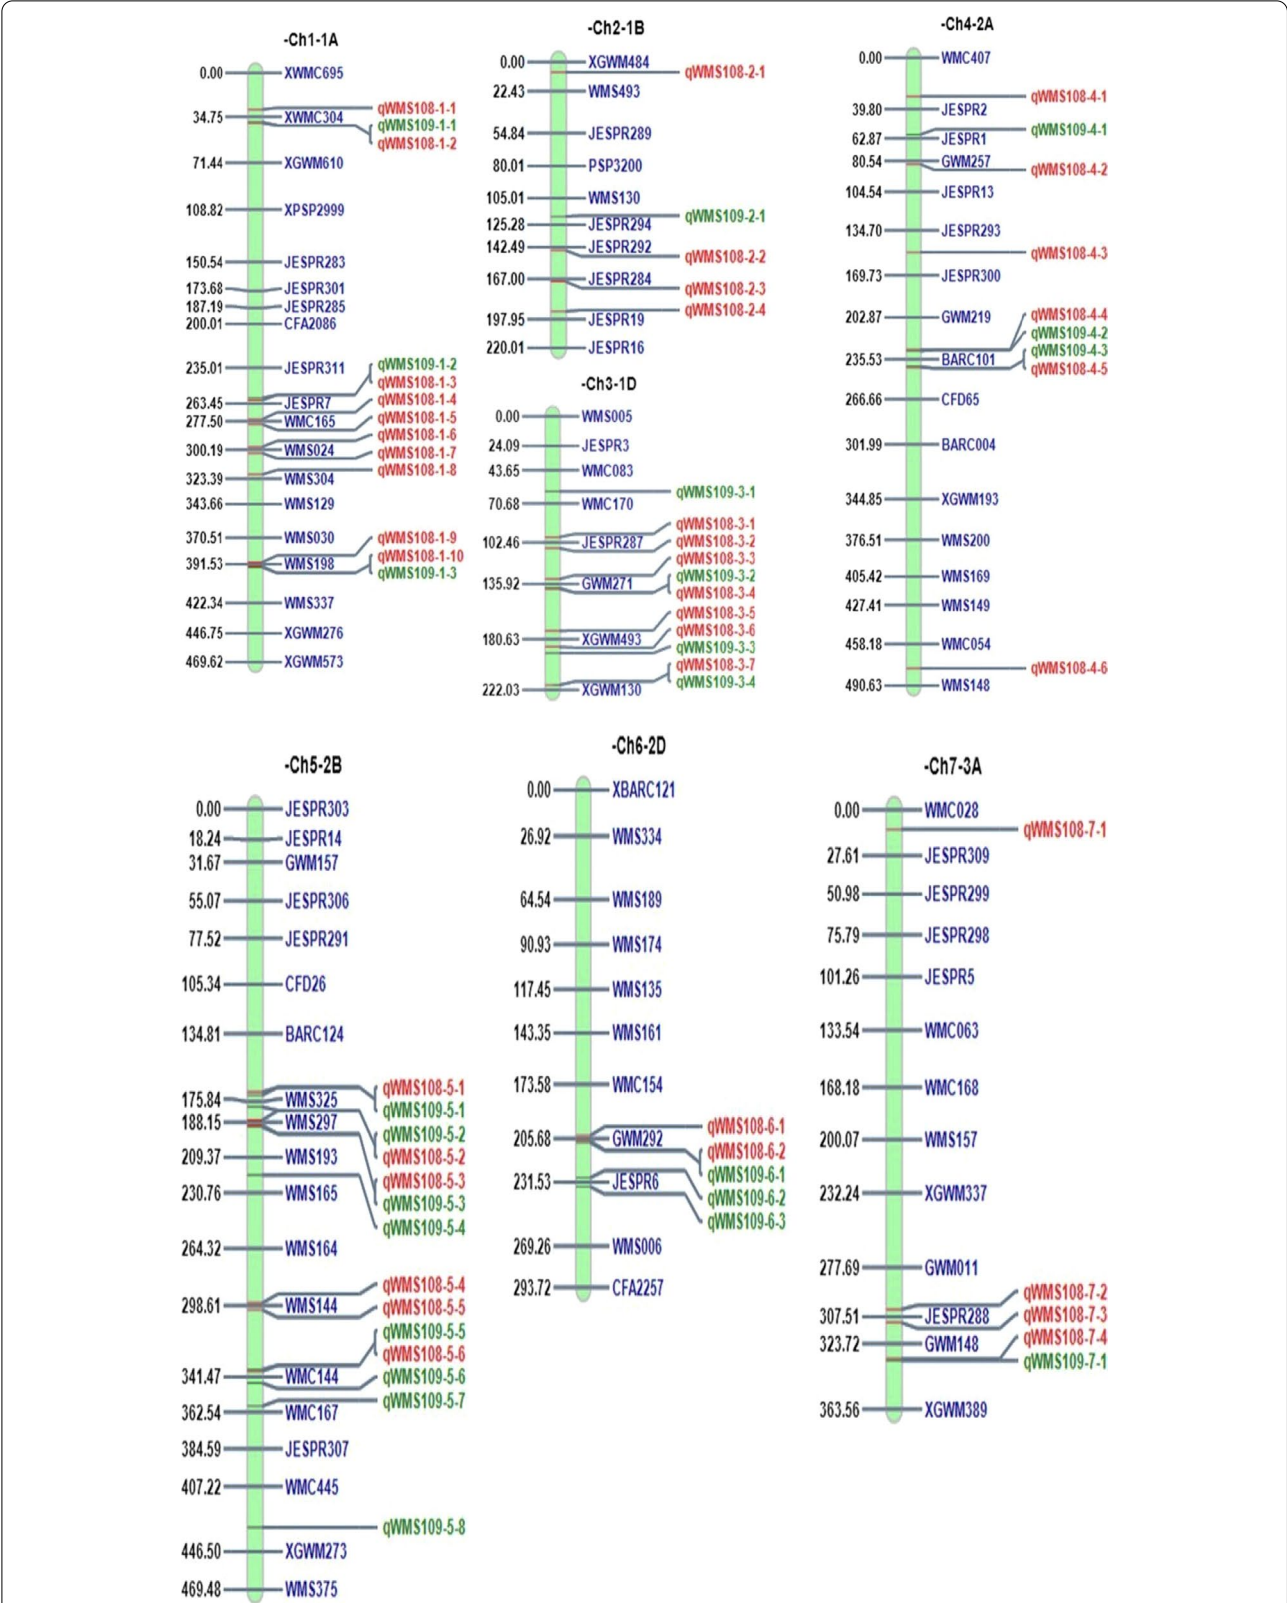 -Ch1-1A
0.00 XWMC695
qWMS108-1-1
34.75 XWMC304
qWMS109-1-1
qWMS108-1-2
71.44 XGWM610
108.82 XPSP2999
150.54 JESPR283
173.68 JESPR301
187.19 JESPR285
200.01 CFA2086
235.01 JESPR311
qWMS109-1-2
qWMS108-1-3
263.45 JESPR7
qWMS108-1-4
277.50 WMC165
qWMS108-1-5
qWMS108-1-6
300.19 WMS024
qWMS108-1-7
qWMS108-1-8
323.39 WMS304
343.66 WMS129
370.51 WMS030
qWMS108-1-9
qWMS108-1-10
391.53 WMS198
qWMS109-1-3
422.34 WMS337
446.75 XGWM276
469.62 XGWM573
-Ch2-1B
0.00 XGWM484
qWMS108-2-1
22.43 WMS493
54.84 JESPR289
80.01 PSP3200
105.01 WMS130
qWMS109-2-1
125.28 JESPR294
142.49 JESPR292
qWMS108-2-2
167.00 JESPR284
qWMS108-2-3
qWMS108-2-4
197.95 JESPR19
220.01 JESPR16
-Ch3-1D
0.00 WMS005
24.09 JESPR3
43.65 WMC083
qWMS109-3-1
70.68 WMC170
qWMS108-3-1
102.46 JESPR287
qWMS108-3-2
qWMS108-3-3
qWMS109-3-2
135.92 GWM271
qWMS108-3-4
qWMS108-3-5
qWMS108-3-6
180.63 XGWM493
qWMS109-3-3
qWMS108-3-7
qWMS109-3-4
222.03 XGWM130
-Ch4-2A
0.00 WMC407
qWMS108-4-1
39.80 JESPR2
qWMS109-4-1
62.87 JESPR1
80.54 GWM257
qWMS108-4-2
104.54 JESPR13
134.70 JESPR293
qWMS108-4-3
169.73 JESPR300
202.87 GWM219
qWMS108-4-4
qWMS109-4-2
qWMS109-4-3
235.53 BARC101
qWMS108-4-5
266.66 CFD65
301.99 BARC004
344.85 XGWM193
376.51 WMS200
405.42 WMS169
427.41 WMS149
458.18 WMC054
qWMS108-4-6
490.63 WMS148
-Ch5-2B
0.00 JESPR303
18.24 JESPR14
31.67 GWM157
55.07 JESPR306
77.52 JESPR291
105.34 CFD26
134.81 BARC124
qWMS108-5-1
175.84 WMS325
qWMS109-5-1
188.15 WMS297
qWMS109-5-2
209.37 WMS193
qWMS108-5-2
qWMS108-5-3
230.76 WMS165
qWMS109-5-3
qWMS109-5-4
264.32 WMS164
qWMS108-5-4
298.61 WMS144
qWMS108-5-5
qWMS109-5-5
qWMS108-5-6
341.47 WMC144
qWMS109-5-6
qWMS109-5-7
362.54 WMC167
384.59 JESPR307
407.22 WMC445
qWMS109-5-8
446.50 XGWM273
469.48 WMS375
-Ch6-2D
0.00 XBARC121
26.92 WMS334
64.54 WMS189
90.93 WMS174
117.45 WMS135
143.35 WMS161
173.58 WMC154
qWMS108-6-1
205.68 GWM292
qWMS108-6-2
qWMS109-6-1
231.53 JESPR6
qWMS109-6-2
qWMS109-6-3
269.26 WMS006
293.72 CFA2257
-Ch7-3A
0.00 WMC028
qWMS108-7-1
27.61 JESPR309
50.98 JESPR299
75.79 JESPR298
101.26 JESPR5
133.54 WMC063
168.18 WMC168
200.07 WMS157
232.24 XGWM337
277.69 GWM011
qWMS108-7-2
307.51 JESPR288
qWMS108-7-3
qWMS108-7-4
323.72 GWM148
qWMS109-7-1
363.56 XGWM389